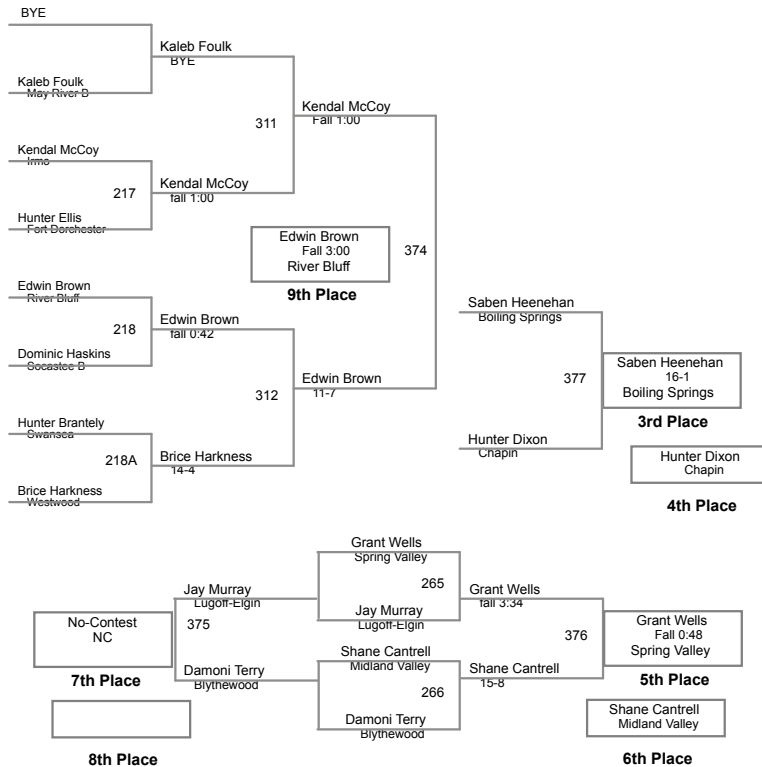 BYE
Kaleb Foulk
BYE
Kaleb Foulk
May River B
311
Kendal McCoy
Fall 1:00
Kendal McCoy
Irmo
217
Kendal McCoy
fall 1:00
Hunter Ellis
Fort Dorchester
Edwin Brown
Fall 3:00
River Bluff
9th Place
374
Edwin Brown
River Bluff
218
Edwin Brown
fall 0:42
Dominic Haskins
Socastee B
312
Edwin Brown
11-7
Hunter Brantely
Swansea
218A
Brice Harkness
14-4
Brice Harkness
Westwood
Saben Heenehan
Boiling Springs
377
Saben Heenehan
16-1
Boiling Springs
3rd Place
Hunter Dixon
Chapin
Hunter Dixon
Chapin
4th Place
Grant Wells
Spring Valley
265
Jay Murray
Lugoff-Elgin
Jay Murray
Lugoff-Elgin
Grant Wells
fall 3:34
No-Contest
NC
7th Place
375
376
Grant Wells
Fall 0:48
Spring Valley
5th Place
Shane Cantrell
Midland Valley
266
Damoni Terry
Blythewood
Damoni Terry
Blythewood
Shane Cantrell
15-8
Shane Cantrell
Midland Valley
6th Place
8th Place